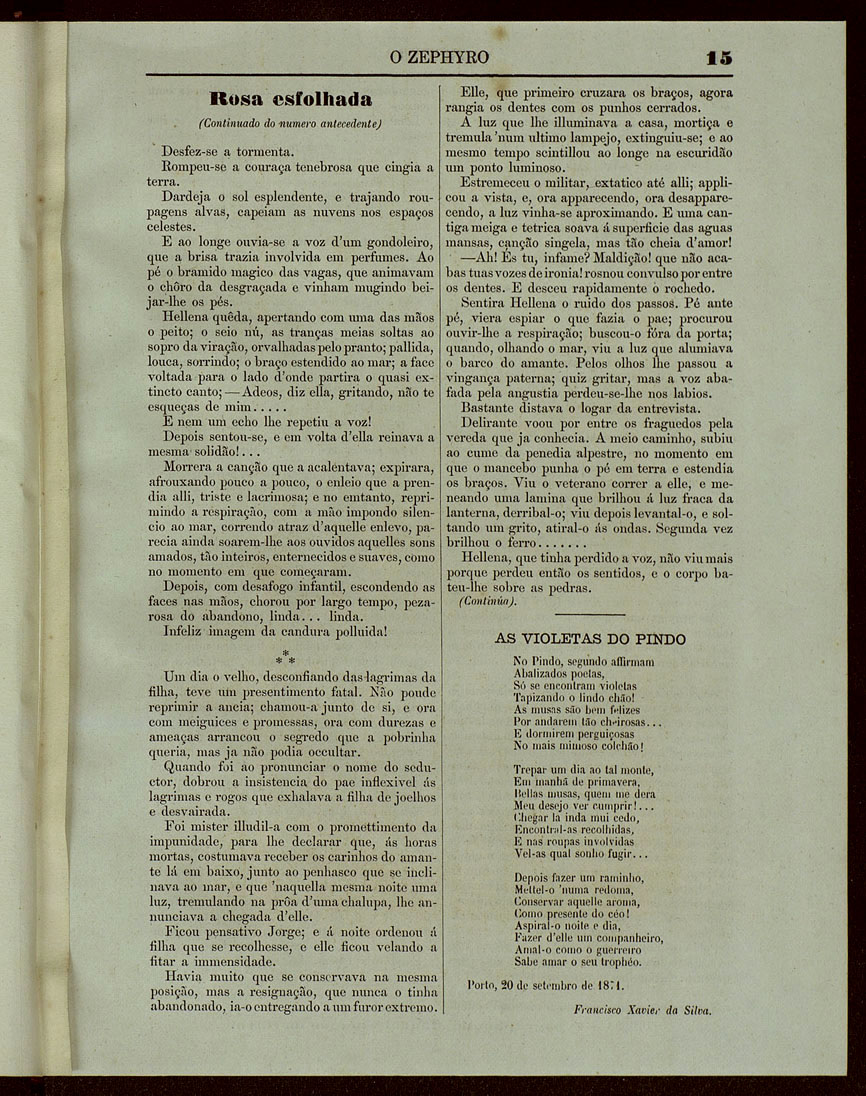 O ZEPHYRO
15
Rosa esfolhada
(Continuado do numero antecedente)
Desfez-se a tormenta.
Rompeu-se a couraça tenebrosa que cingia a
terra.
Dardeja o sol esplendente, e trajando rou-
pagens alvas, capeiam as nuvens nos espaços
celestes.
E ao longe ouvia-se a voz d'um gondoleiro,
que a brisa trazia involvida em perfumes. Ao
pé o bramido magico das vagas, que animavam
o chôro da desgraçada e vinham mugindo bei-
jar-lhe os pés.
Hellena quêda, apertando com uma das mãos
o peito; o seio nú, as tranças meias soltas ao
sopro da viração, orvalhadas pelo pranto; pallida,
louca, sorrindo; o braço estendido ao mar; a face
voltada para o lado d'onde partira o quasi ex-
tincto canto;—Adeos, diz ella, gritando, não te
esqueças de mim.....
E nem um echo lhe repetiu a voz!
Depois sentou-se, e em volta d'ella reinava a
mesma solidão!...
Morrera a canção que a acalentava; expirara,
afrouxando pouco a pouco, o enleio que a pren-
dia alli, triste e lacrimosa; e no emtanto, repri-
mindo a respiração, com a mão impondo silen-
cio ao mar, correndo atraz d'aquelle enlevo, pa-
recia ainda soarem-lhe aos ouvidos aquelles sons
amados, tão inteiros, enternecidos e suaves, como
no momento em que começaram.
Depois, com desafogo infantil, escondendo as
faces nas mãos, chorou por largo tempo, peza-
rosa do abandono, linda... linda.
Infeliz imagem da candura polluida!
*
* *
Um dia o velho, desconfiando das lagrimas da
filha, teve um presentimento fatal. Não poude
reprimir a ancia; chamou-a junto de si, e ora
com meiguices e promessas, ora com durezas e
ameaças arrancou o segredo que a pobrinha
queria, mas ja não podia occultar.
Quando foi ao pronunciar o nome do sedu-
ctor, dobrou a insistencia do pae inflexivel ás
lagrimas e rogos que exhalava a filha de joelhos
e desvairada.
Foi mister illudil-a com o promettimento da
impunidade, para lhe declarar que, ás horas
mortas, costumava receber os carinhos do aman-
te lá em baixo, junto ao penhasco que se incli-
nava ao mar, e que 'naquella mesma noite uma
luz, tremulando na prôa d'uma chalupa, lhe an-
nunciava a chegada d'elle.
Ficou pensativo Jorge; e á noite ordenou á
filha que se recolhesse, e elle ficou velando a
fitar a immensidade.
Havia muito que se conservava na mesma
posição, mas a resignação, que nunca o tinha
abandonado, ia-o entregando a um furor extremo.
Elle, que primeiro cruzara os braços, agora
rangia os dentes com os punhos cerrados.
A luz que lhe illuminava a casa, mortiça e
tremula 'num ultimo lampejo, extinguiu-se; e ao
mesmo tempo scintillou ao longe na escuridão
um ponto luminoso.
Estremeceu o militar, extatico até alli; appli-
cou a vista, e, ora apparecendo, ora desappare-
cendo, a luz vinha-se aproximando. E uma can-
tiga meiga e tetrica soava á superficie das aguas
mansas, canção singela, mas tão cheia d'amor!
—Ah! És tu, infame? Maldição! que não aca-
bas tuas vozes de ironia! rosnou convulso por entre
os dentes. E desceu rapidamente o rochedo.
Sentira Hellena o ruido dos passos. Pé ante
pé, viera espiar o que fazia o pae; procurou
ouvir-lhe a respiração; buscou-o fóra da porta;
quando, olhando o mar, viu a luz que alumiava
o barco do amante. Pelos olhos lhe passou a
vingança paterna; quiz gritar, mas a voz aba-
fada pela angustia perdeu-se-lhe nos labios.
Bastante distava o logar da entrevista.
Delirante voou por entre os fraguedos pela
vereda que ja conhecia. A meio caminho, subiu
ao cume da penedia alpestre, no momento em
que o mancebo punha o pé em terra e estendia
os braços. Viu o veterano correr a elle, e me-
neando uma lamina que brilhou á luz fraca da
lanterna, derribal-o; viu depois levantal-o, e sol-
tando um grito, atiral-o ás ondas. Segunda vez
brilhou o ferro.......
Hellena, que tinha perdido a voz, não viu mais
porque perdeu então os sentidos, e o corpo ba-
teu-lhe sobre as pedras.
(Continúa).
AS VIOLETAS DO PINDO
No Pindo, segundo affirmam
Abalizados poetas,
Só se encontram violetas
Tapizando o lindo chão!
As musas são bem felizes
Por andarem tão cheirosas...
E dormirem perguiçosas
No mais mimoso colchão!
Trepar um dia ao tal monte,
Em manhã de primavera,
Bellas musas, quem me dera
Meu desejo ver cumprir!...
Chegar lá inda mui cedo,
Encontral-as recolhidas,
E nas roupas involvidas
Vel-as qual sonho fugir...
Depois fazer um raminho,
Mettel-o 'numa redoma,
Conservar aquelle aroma,
Como presente do céo!
Aspiral-o noite e dia,
Fazer d'elle um companheiro,
Amal-o como o guerreiro
Sabe amar o seu trophéo.
Porto, 20 de setembro de 1871.
Francisco Xavier da Silva.